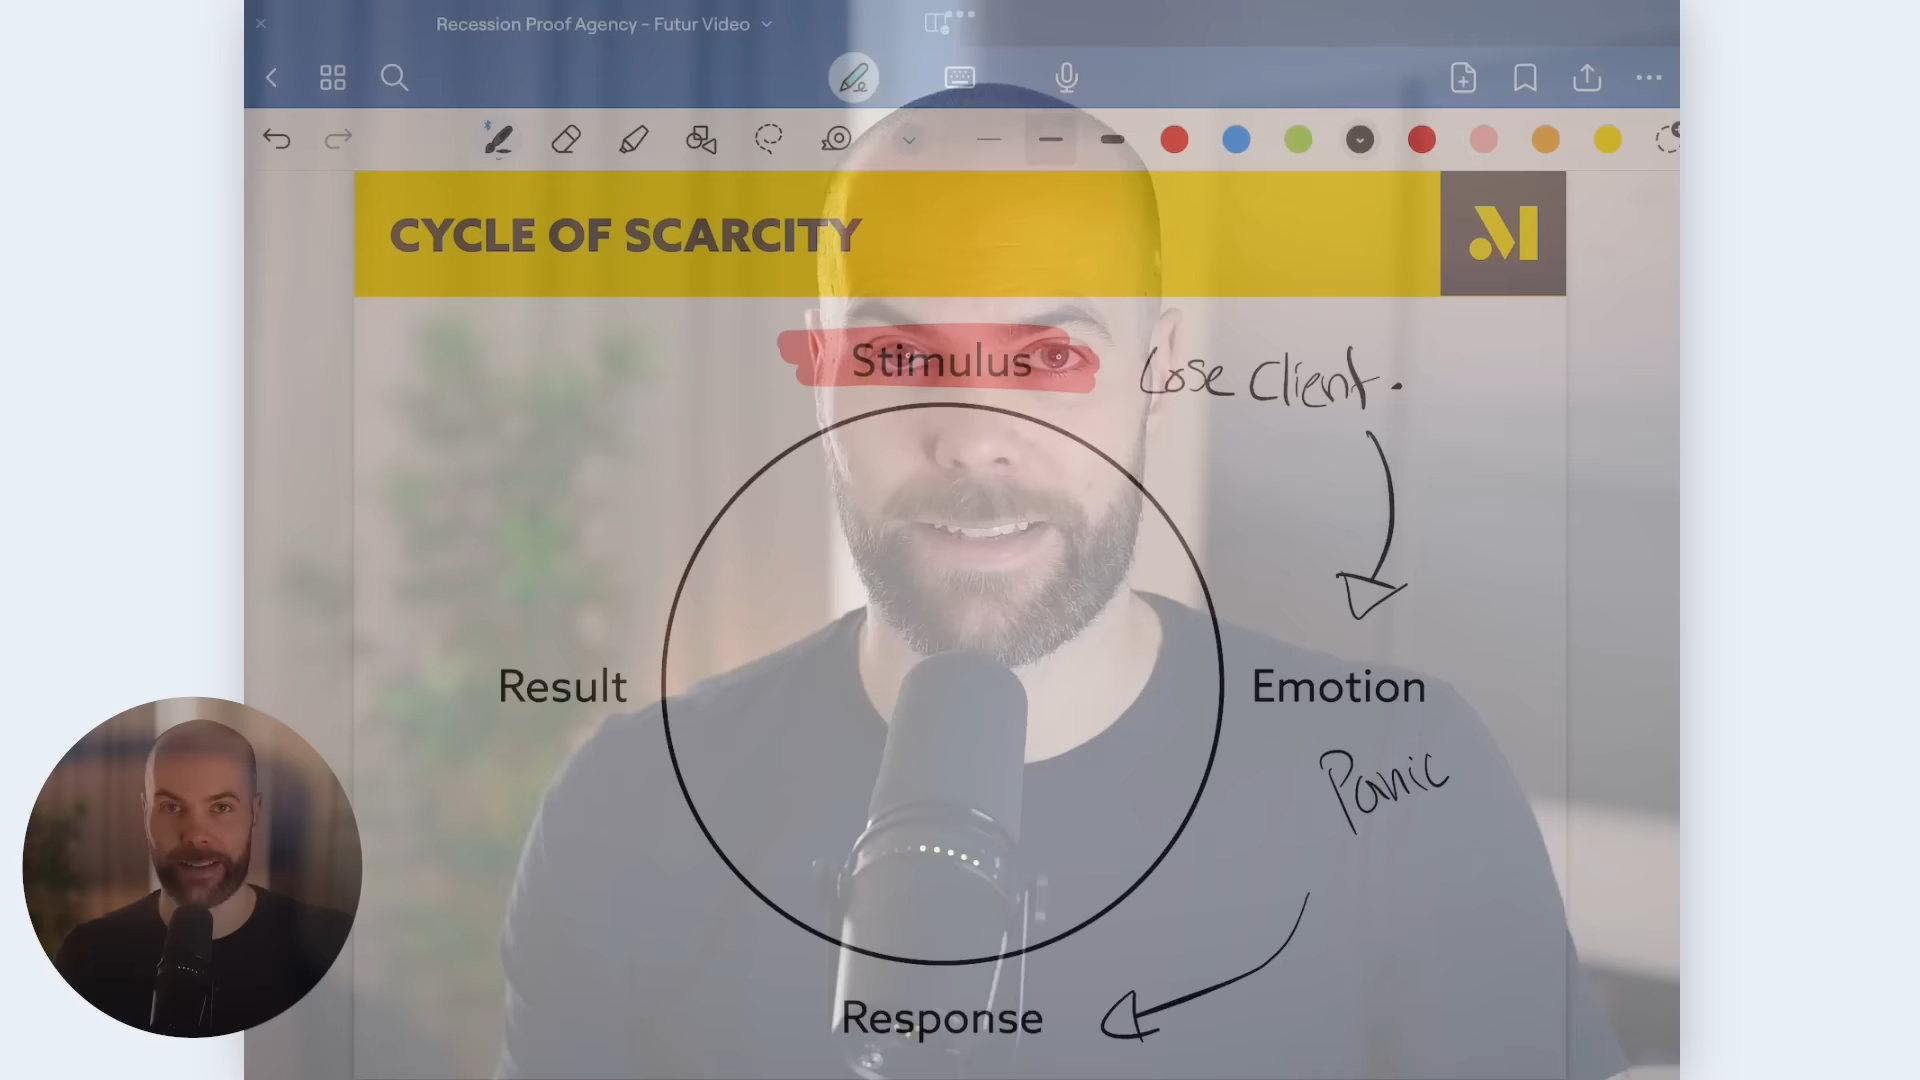 Recession Proof Agency – Futur Video
CYCLE OF SCARCITY
Stimulus
Lose Client.
Result
Emotion
Panic
Response